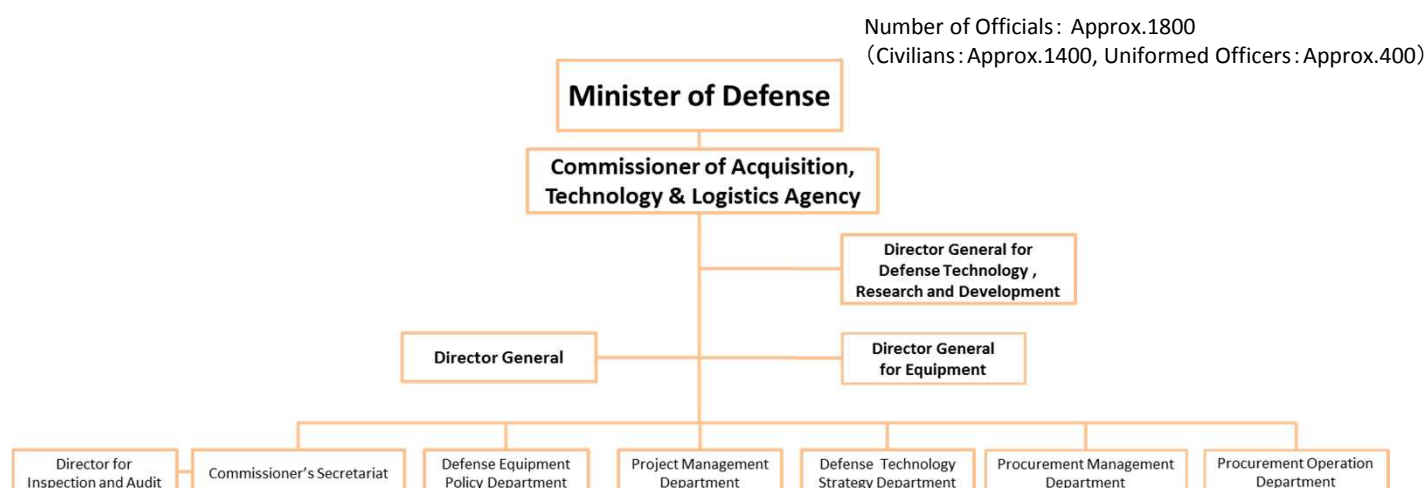 Number of Officials： Approx.1800
（Civilians：Approx.1400, Uniformed Officers：Approx.400）
Minister of Defense
Commissioner of Acquisition,
Technology & Logistics Agency
Director General for
Defense Technology ,
Research and Development
Director General
Director General
for Equipment
Director for
Inspection and Audit
Commissioner's Secretariat
Defense Equipment
Policy Department
Project Management
Department
Defense Technology
Strategy Department
Procurement Management
Department
Procurement Operation
Department